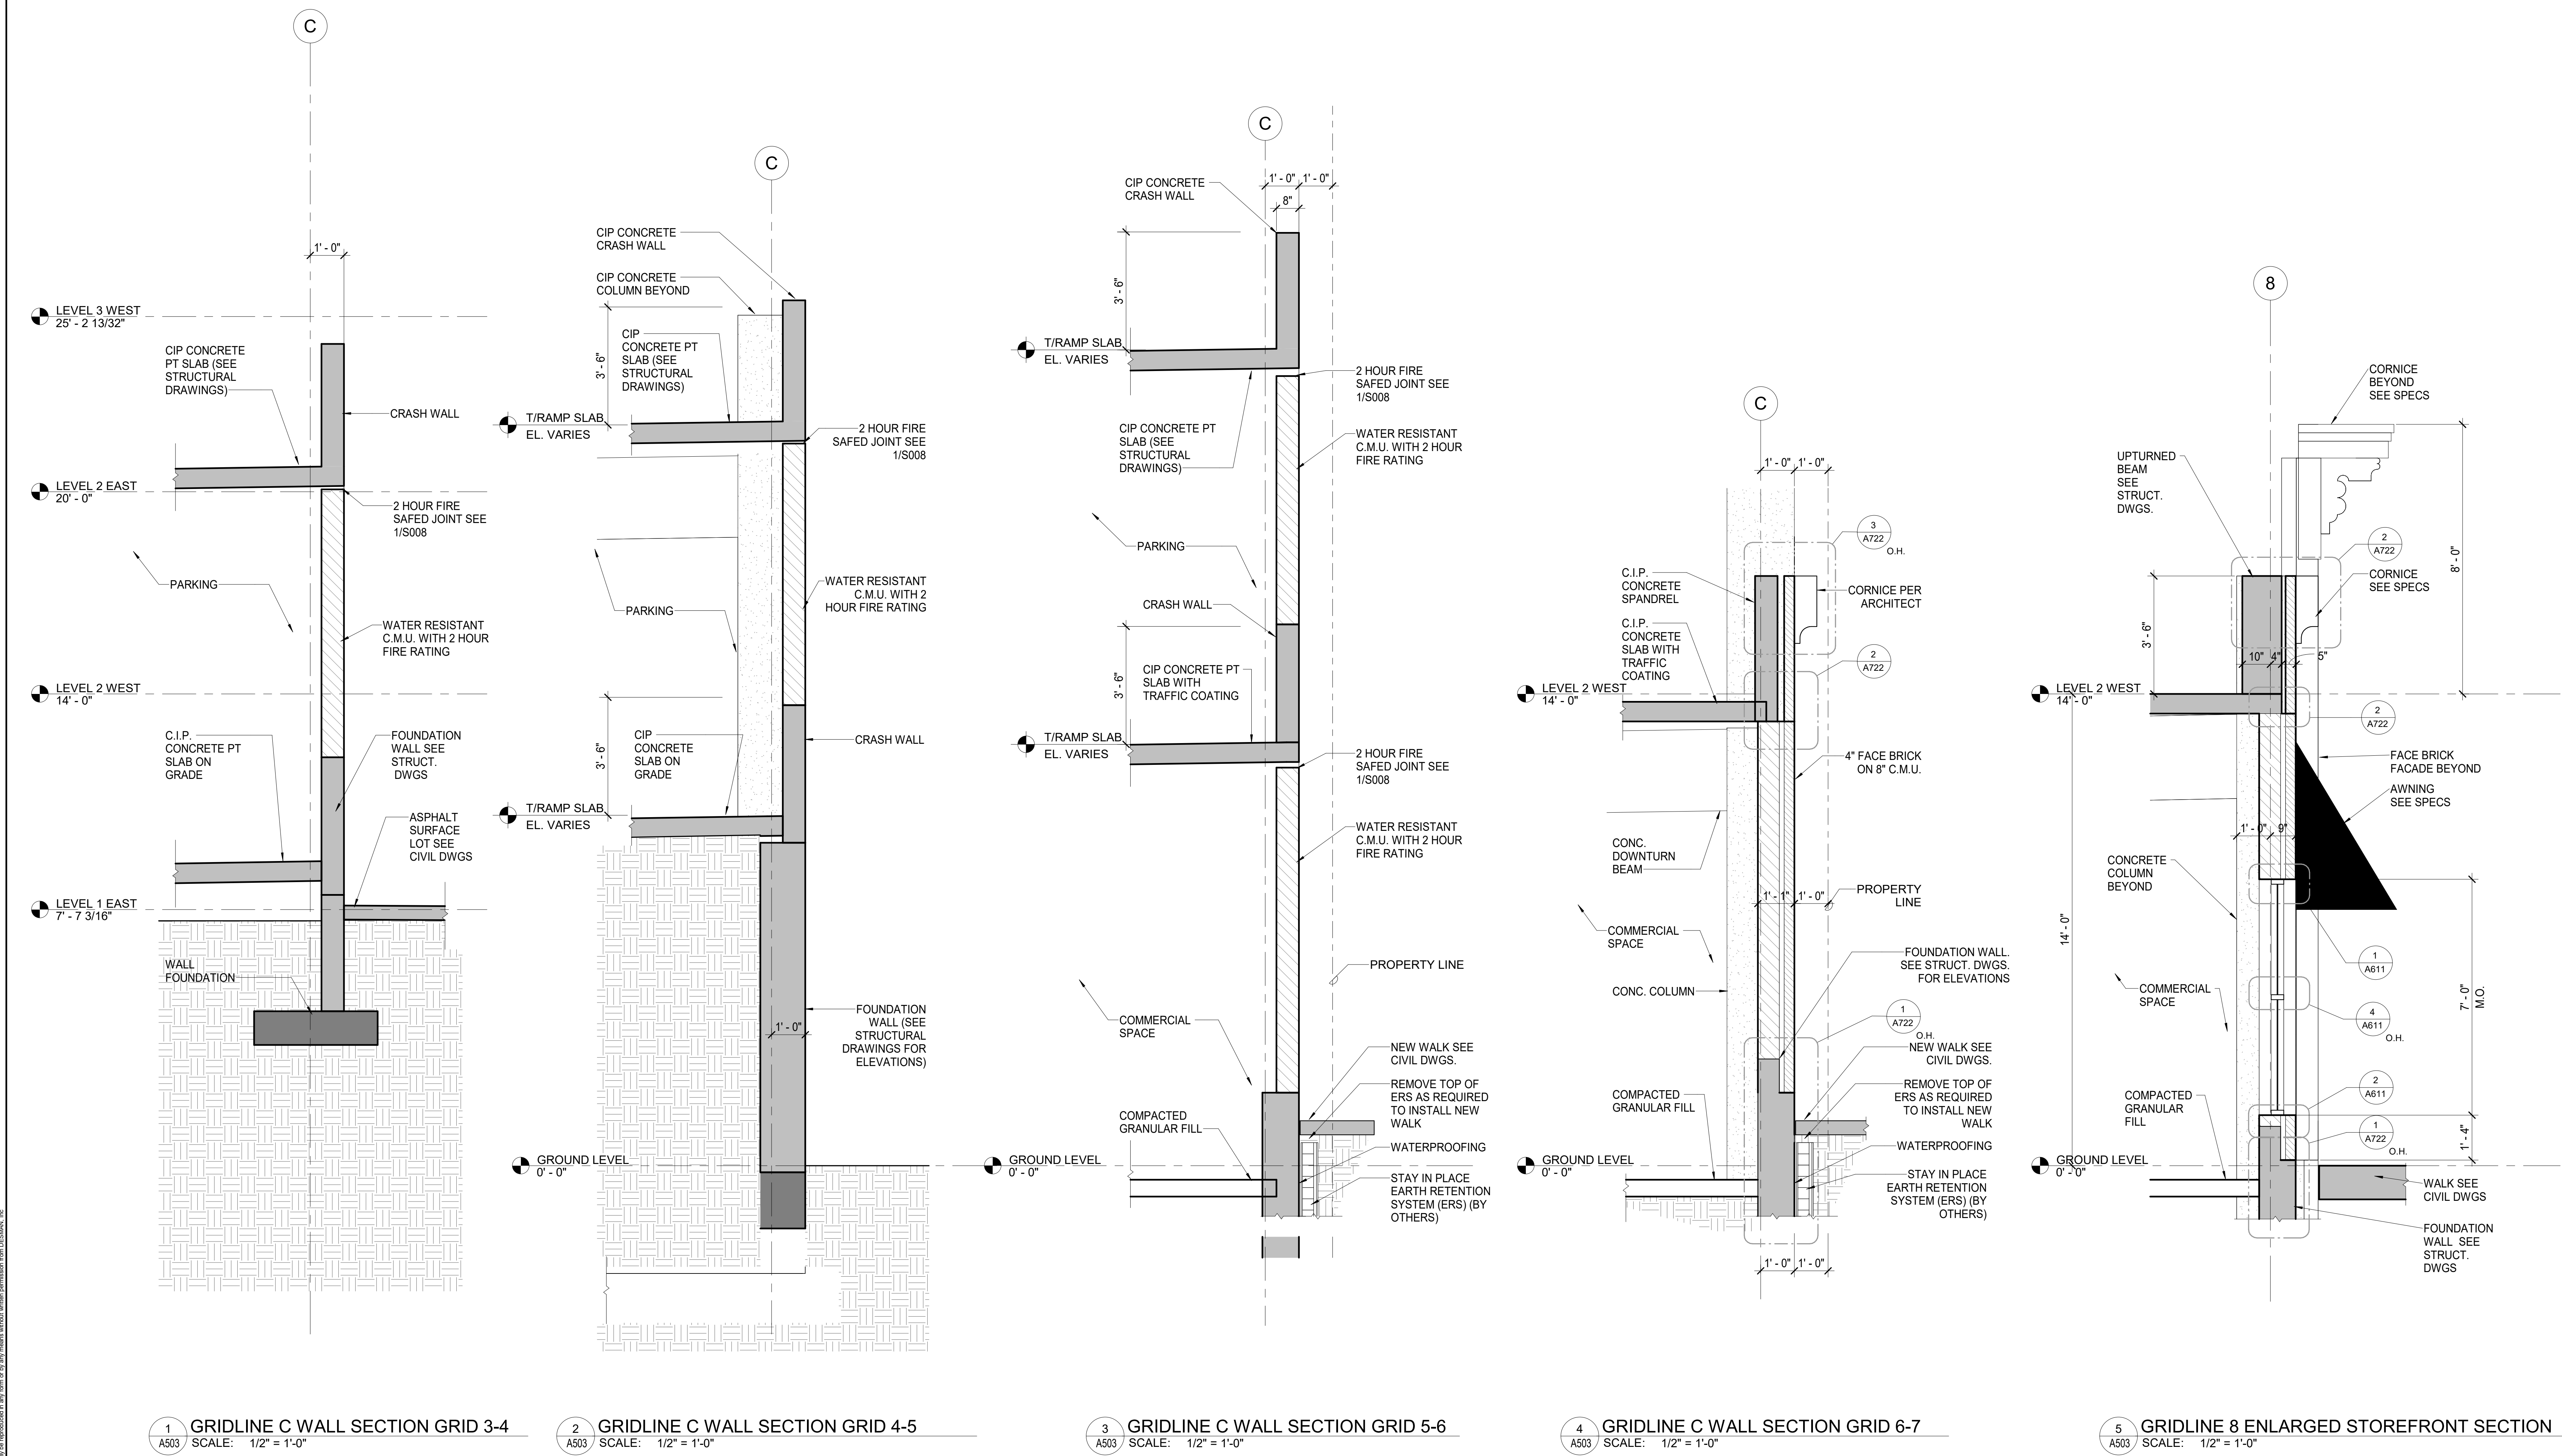 C
1' - 0"
LEVEL 3 WEST
25' - 2 13/32"
CIP CONCRETE
PT SLAB (SEE
STRUCTURAL
DRAWINGS)
CRASH WALL
LEVEL 2 EAST
20' - 0"
2 HOUR FIRE
SAFED JOINT SEE
1/S008
PARKING
WATER RESISTANT
C.M.U. WITH 2 HOUR
FIRE RATING
LEVEL 2 WEST
14' - 0"
C.I.P.
CONCRETE PT
SLAB ON
GRADE
FOUNDATION
WALL SEE
STRUCT.
DWGS
ASPHALT
SURFACE
LOT SEE
CIVIL DWGS
LEVEL 1 EAST
7' - 7 3/16"
WALL
FOUNDATION
1
A503
GRIDLINE C WALL SECTION GRID 3-4
SCALE: 1/2" = 1'-0"
C
CIP CONCRETE
CRASH WALL
CIP CONCRETE
COLUMN BEYOND
CIP
CONCRETE PT
SLAB (SEE
STRUCTURAL
DRAWINGS)
3' - 6"
T/RAMP SLAB
EL. VARIES
2 HOUR FIRE
SAFED JOINT SEE
1/S008
WATER RESISTANT
C.M.U. WITH 2
HOUR FIRE RATING
PARKING
CIP
CONCRETE
SLAB ON
GRADE
3' - 6"
CRASH WALL
T/RAMP SLAB
EL. VARIES
1' - 0"
FOUNDATION
WALL (SEE
STRUCTURAL
DRAWINGS FOR
ELEVATIONS)
GROUND LEVEL
0' - 0"
2
A503
GRIDLINE C WALL SECTION GRID 4-5
SCALE: 1/2" = 1'-0"
C
CIP CONCRETE
CRASH WALL
1' - 0"
1' - 0"
8"
3' - 6"
T/RAMP SLAB
EL. VARIES
2 HOUR FIRE
SAFED JOINT SEE
1/S008
CIP CONCRETE PT
SLAB (SEE
STRUCTURAL
DRAWINGS)
WATER RESISTANT
C.M.U. WITH 2 HOUR
FIRE RATING
PARKING
CRASH WALL
CIP CONCRETE PT
SLAB WITH
TRAFFIC COATING
3' - 6"
T/RAMP SLAB
EL. VARIES
2 HOUR FIRE
SAFED JOINT SEE
1/S008
WATER RESISTANT
C.M.U. WITH 2 HOUR
FIRE RATING
PROPERTY LINE
COMMERCIAL
SPACE
NEW WALK SEE
CIVIL DWGS.
REMOVE TOP OF
ERS AS REQUIRED
TO INSTALL NEW
WALK
COMPACTED
GRANULAR FILL
WATERPROOFING
GROUND LEVEL
0' - 0"
STAY IN PLACE
EARTH RETENTION
SYSTEM (ERS) (BY
OTHERS)
3
A503
GRIDLINE C WALL SECTION GRID 5-6
SCALE: 1/2" = 1'-0"
C
1' - 0"
1' - 0"
3
A722
O.H.
C.I.P.
CONCRETE
SPANDREL
CORNICE PER
ARCHITECT
C.I.P.
CONCRETE
SLAB WITH
TRAFFIC
COATING
2
A722
LEVEL 2 WEST
14' - 0"
4" FACE BRICK
ON 8" C.M.U.
CONC.
DOWNTURN
BEAM
1' - 1"
1' - 0"
PROPERTY
LINE
COMMERCIAL
SPACE
FOUNDATION WALL.
SEE STRUCT. DWGS.
FOR ELEVATIONS
CONC. COLUMN
1
A722
O.H.
NEW WALK SEE
CIVIL DWGS.
REMOVE TOP OF
ERS AS REQUIRED
TO INSTALL NEW
WALK
COMPACTED
GRANULAR FILL
WATERPROOFING
GROUND LEVEL
0' - 0"
STAY IN PLACE
EARTH RETENTION
SYSTEM (ERS) (BY
OTHERS)
1' - 0"
1' - 0"
4
A503
GRIDLINE C WALL SECTION GRID 6-7
SCALE: 1/2" = 1'-0"
8
CORNICE
BEYOND
SEE SPECS
UPTURNED
BEAM
SEE
STRUCT.
DWGS.
2
A722
8' - 0"
CORNICE
SEE SPECS
3' - 6"
10"
4"
5"
LEVEL 2 WEST
14' - 0"
2
A722
FACE BRICK
FACADE BEYOND
AWNING
SEE SPECS
1' - 0"
9"
CONCRETE
COLUMN
BEYOND
14' - 0"
1
A611
COMMERCIAL
SPACE
7' - 0"
M.O.
4
A611
O.H.
2
A611
COMPACTED
GRANULAR
FILL
1
A722
O.H.
1' - 4"
GROUND LEVEL
0' - 0"
WALK SEE
CIVIL DWGS
FOUNDATION
WALL SEE
STRUCT.
DWGS
5
A503
GRIDLINE 8 ENLARGED STOREFRONT SECTION
SCALE: 1/2" = 1'-0"
be reproduced in any form or by any means without written permission from DESMAN, Inc